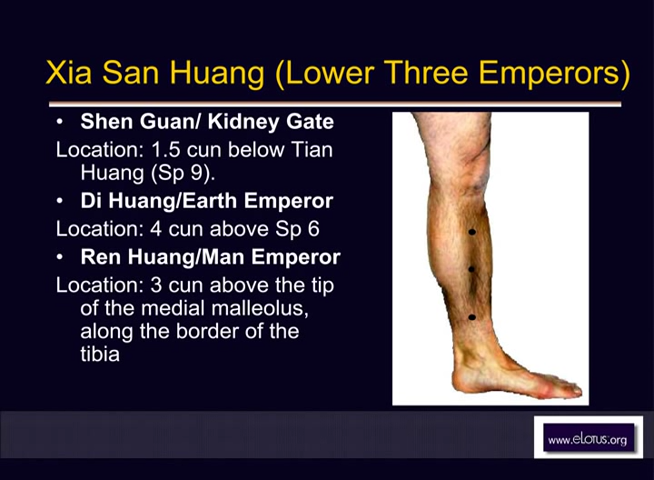 Xia San Huang (Lower Three Emperors)
• Shen Guan/ Kidney Gate
Location: 1.5 cun below Tian
Huang (Sp 9).
• Di Huang/Earth Emperor
Location: 4 cun above Sp 6
• Ren Huang/Man Emperor
Location: 3 cun above the tip
of the medial malleolus,
along the border of the
tibia
www.eLotus.org